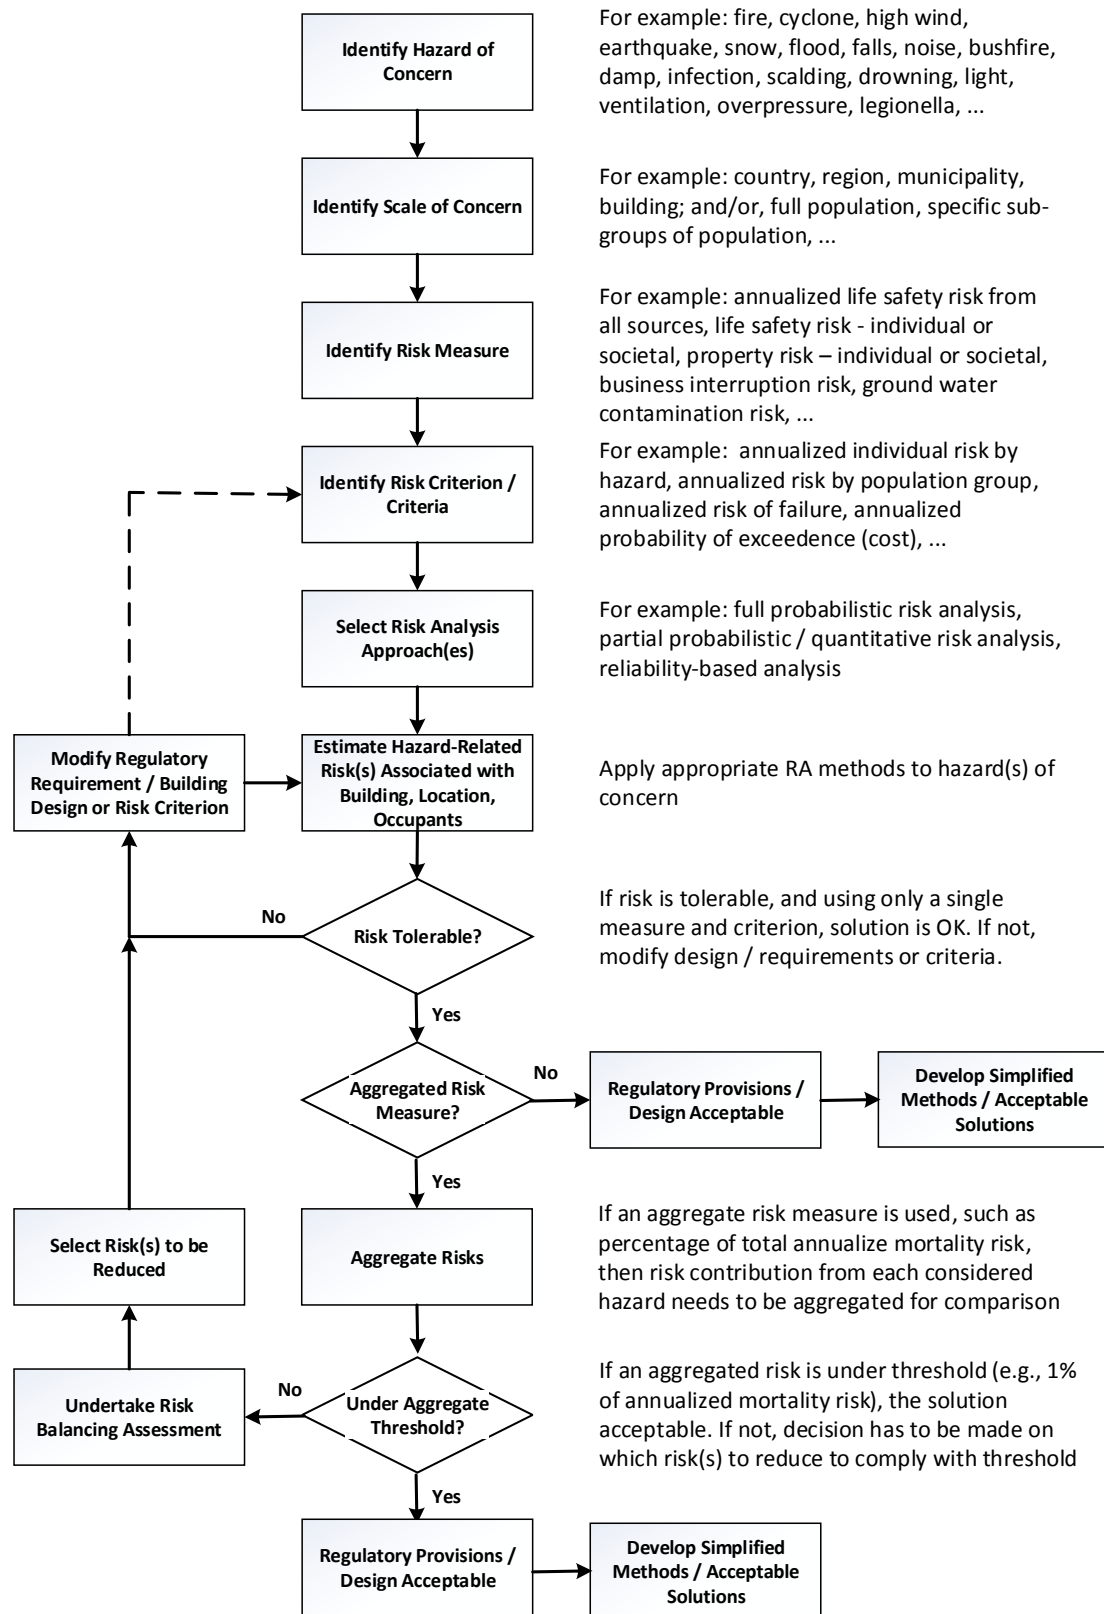 Identify Hazard of
Concern
For example: fire, cyclone, high wind,
earthquake, snow, flood, falls, noise, bushfire,
damp, infection, scalding, drowning, light,
ventilation, overpressure, legionella, ...
Identify Scale of Concern
For example: country, region, municipality,
building; and/or, full population, specific sub-
groups of population, ...
Identify Risk Measure
For example: annualized life safety risk from
all sources, life safety risk - individual or
societal, property risk – individual or societal,
business interruption risk, ground water
contamination risk, ...
Identify Risk Criterion /
Criteria
For example:  annualized individual risk by
hazard, annualized risk by population group,
annualized risk of failure, annualized
probability of exceedence (cost), ...
Select Risk Analysis
Approach(es)
For example: full probabilistic risk analysis,
partial probabilistic / quantitative risk analysis,
reliability-based analysis
Modify Regulatory
Requirement / Building
Design or Risk Criterion
Estimate Hazard-Related
Risk(s) Associated with
Building, Location,
Occupants
Apply appropriate RA methods to hazard(s) of
concern
No
Risk Tolerable?
If risk is tolerable, and using only a single
measure and criterion, solution is OK. If not,
modify design / requirements or criteria.
Yes
Aggregated Risk
Measure?
No
Regulatory Provisions /
Design Acceptable
Develop Simplified
Methods / Acceptable
Solutions
Yes
Select Risk(s) to be
Reduced
Aggregate Risks
If an aggregate risk measure is used, such as
percentage of total annualize mortality risk,
then risk contribution from each considered
hazard needs to be aggregated for comparison
Undertake Risk
Balancing Assessment
No
Under Aggregate
Threshold?
If an aggregated risk is under threshold (e.g., 1%
of annualized mortality risk), the solution
acceptable. If not, decision has to be made on
which risk(s) to reduce to comply with threshold
Yes
Regulatory Provisions /
Design Acceptable
Develop Simplified
Methods / Acceptable
Solutions